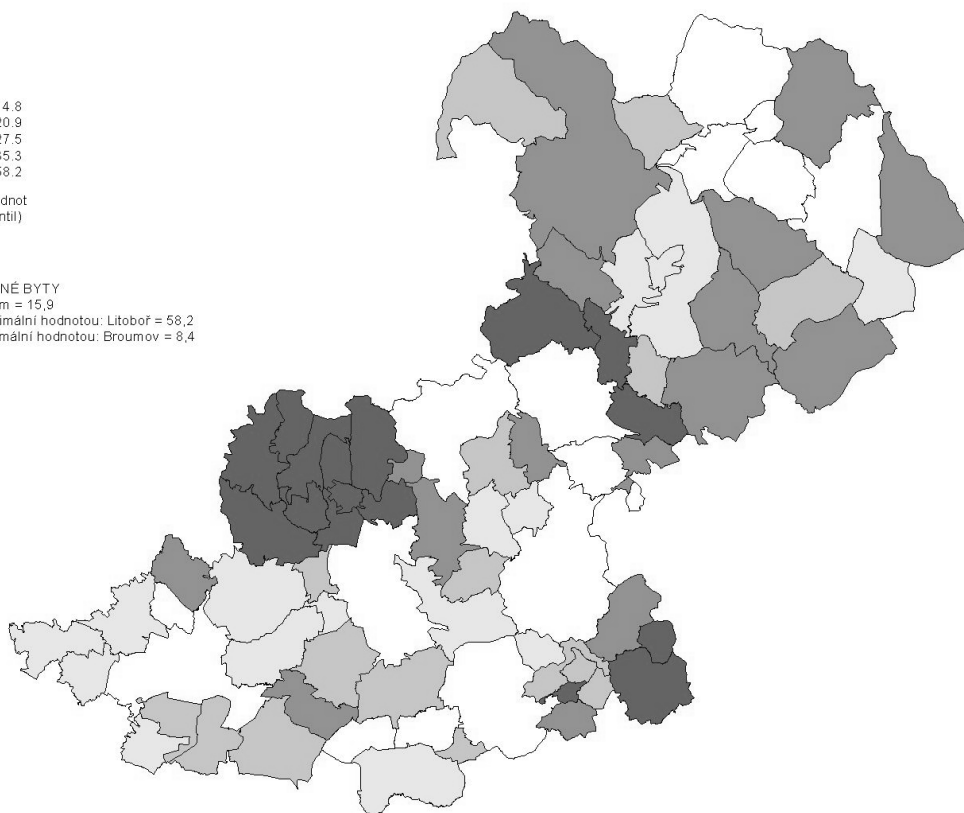 4.8
20.9
27.5
35.3
58.2
dnot
ntil)
NÉ BYTY
m = 15,9
imální hodnotou: Litoboř = 58,2
mální hodnotou: Broumov = 8,4